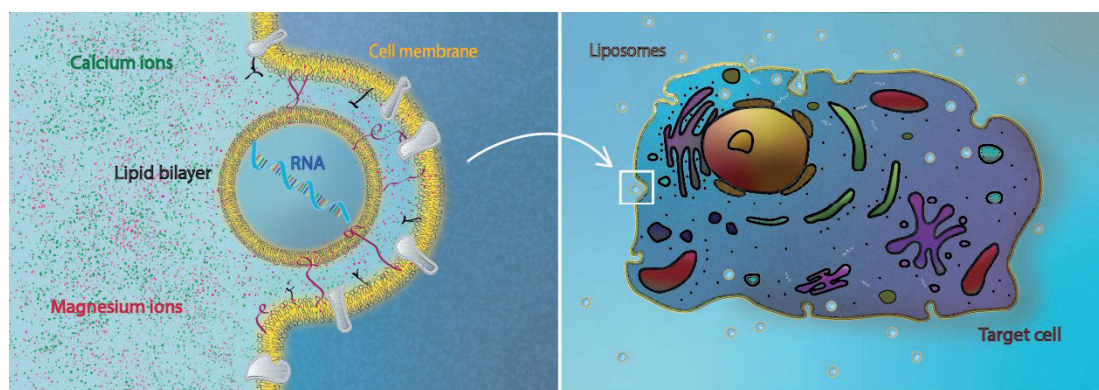 Calcium ions
Cell membrane
Lipid bilayer
RNA
Magnesium ions
Liposomes
Target cell